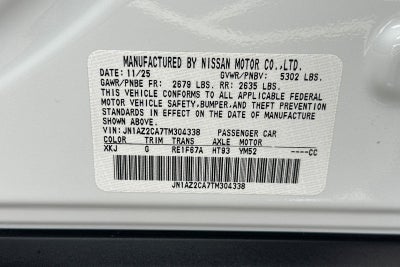 MANUFACTURED BY NISSAN MOTOR CO.,LTD.
DATE: 11/25 GVWR/PNBV: 5302 LBS.
GAWR/PNBE FR: 2679 LBS. RR: 2635 LBS.
THIS VEHICLE CONFORMS TO ALL APPLICABLE FEDERAL
MOTOR VEHICLE SAFETY,BUMPER,AND THEFT PREVENTION
STANDARDS IN EFFECT ON THE DATE OF MANUFACTURE
SHOWN ABOVE.
VIN: JN1AZ2CA7TM304338 PASSENGER CAR
COLOR TRIM TRANS AXLE MOTOR
XKJ G RE1F67A HT93 YM52 ----CC
JN1AZ2CA7TM304338